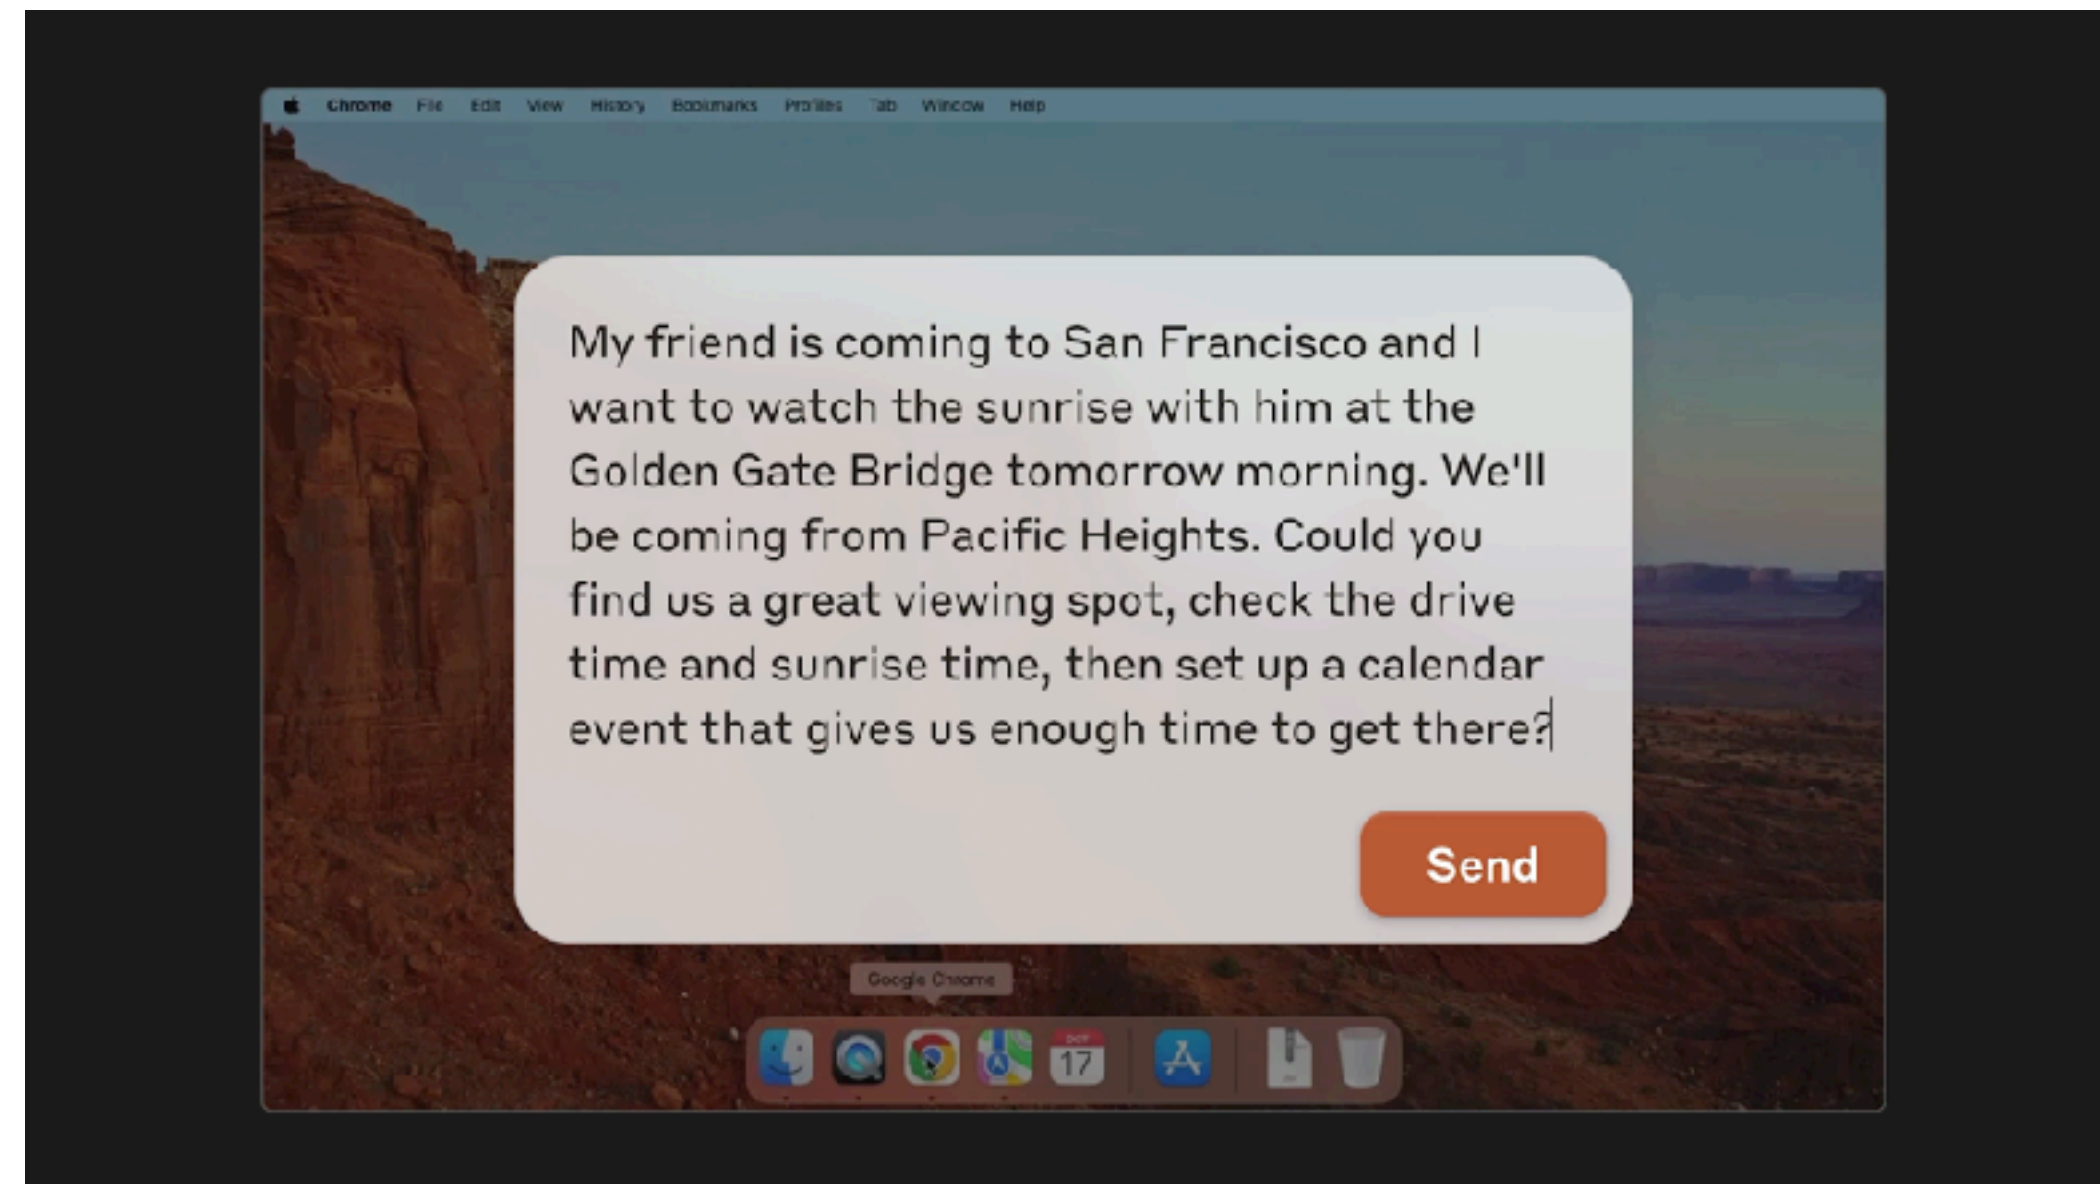 Chrome File Edit View History Bookmarks Profiles Tab Window Help
My friend is coming to San Francisco and I
want to watch the sunrise with him at the
Golden Gate Bridge tomorrow morning. We'll
be coming from Pacific Heights. Could you
find us a great viewing spot, check the drive
time and sunrise time, then set up a calendar
event that gives us enough time to get there?
Send
Google Chrome
OCT
17